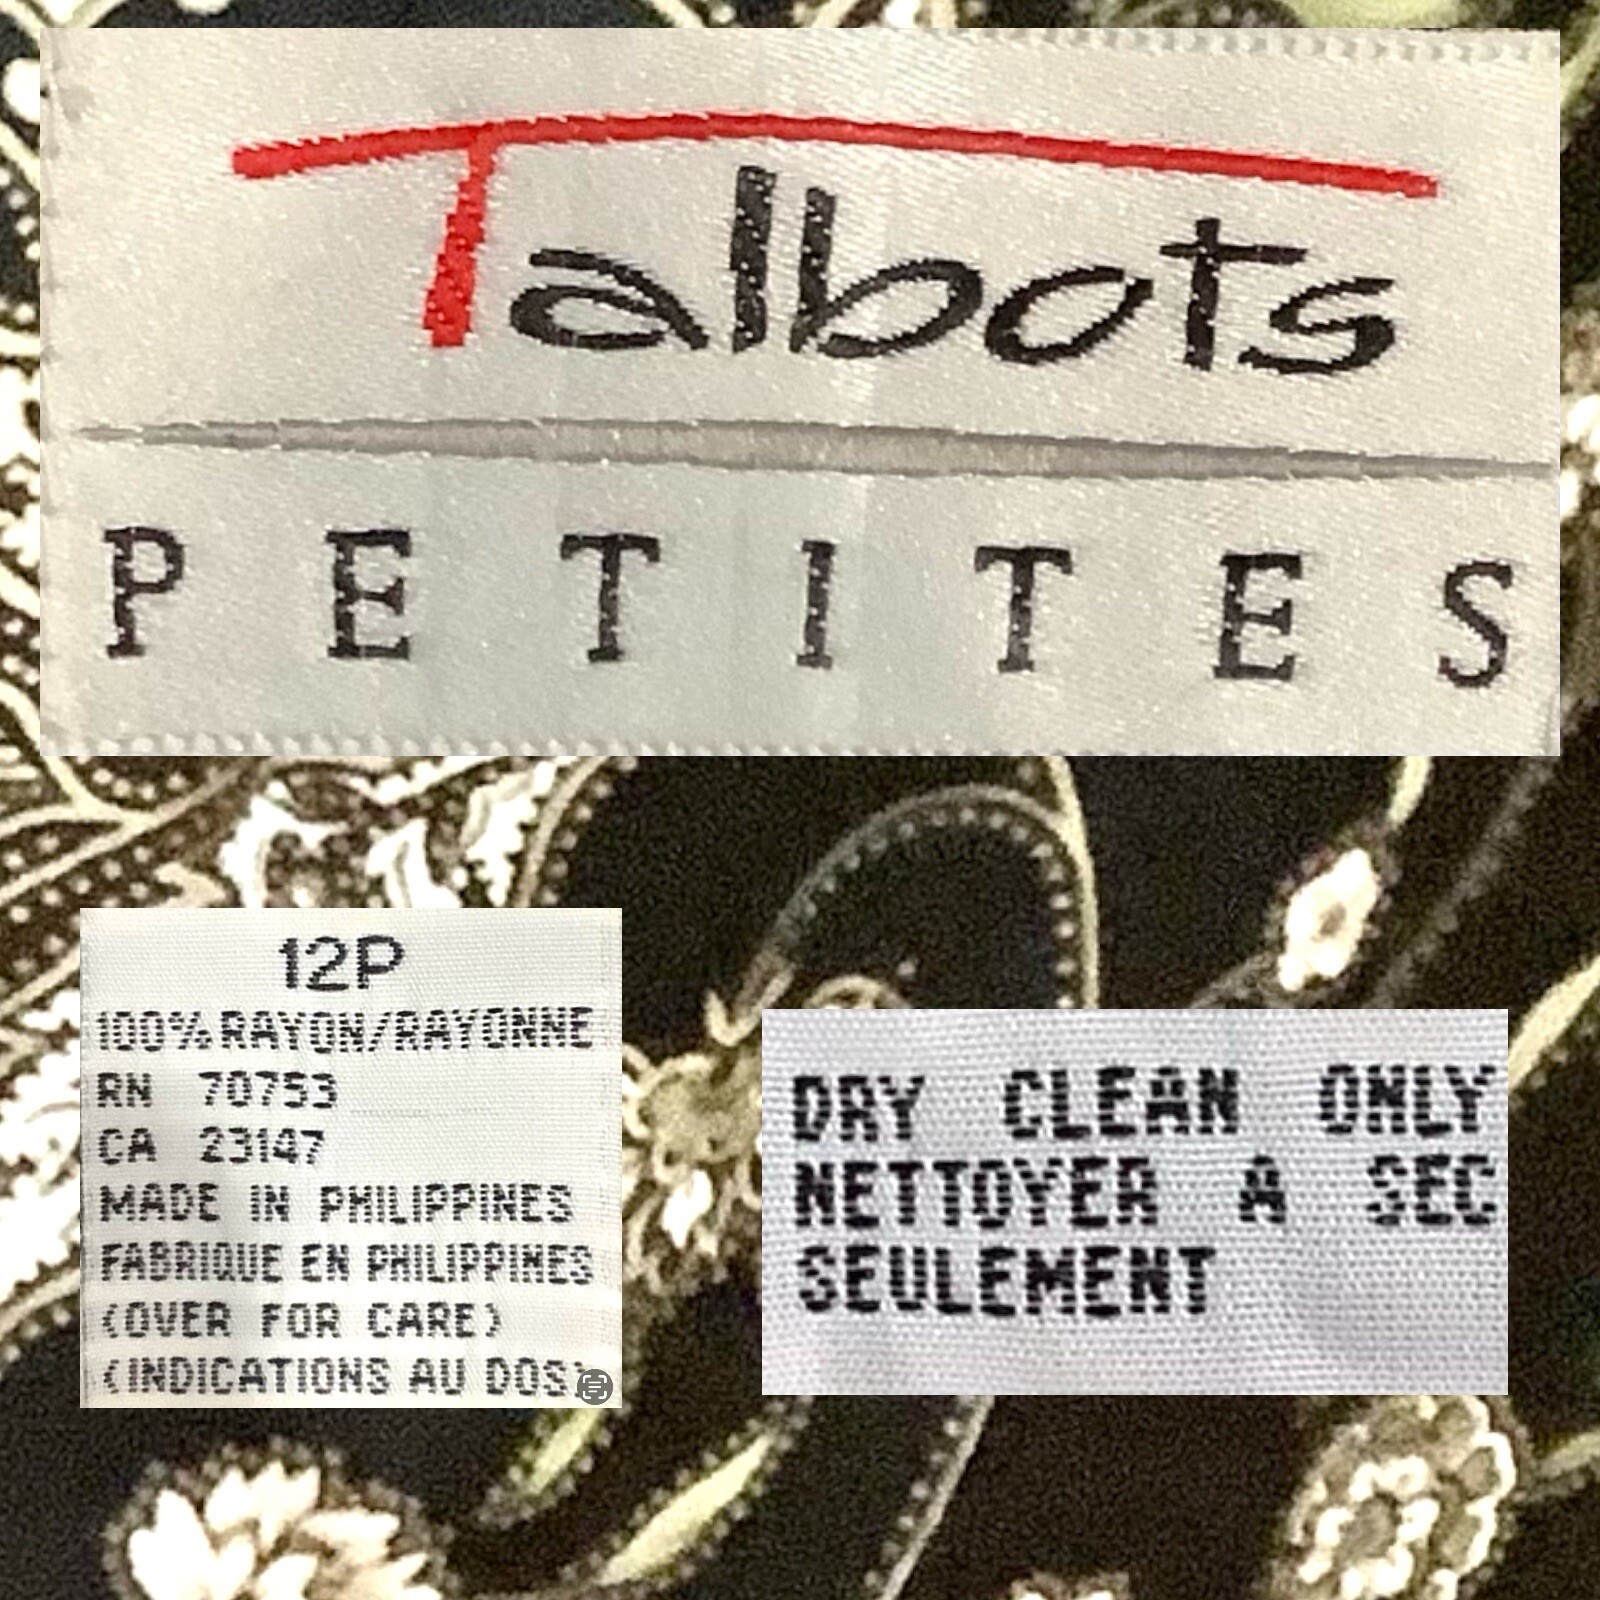 Talbots
PETITES
12P
100% RAYON/RAYONNE
RN 70753
CA 23147
MADE IN PHILIPPINES
FABRIQUE EN PHILIPPINES
(OVER FOR CARE)
(INDICATIONS AU DOS)
DRY CLEAN ONLY
NETTOYER A SEC
SEULEMENT